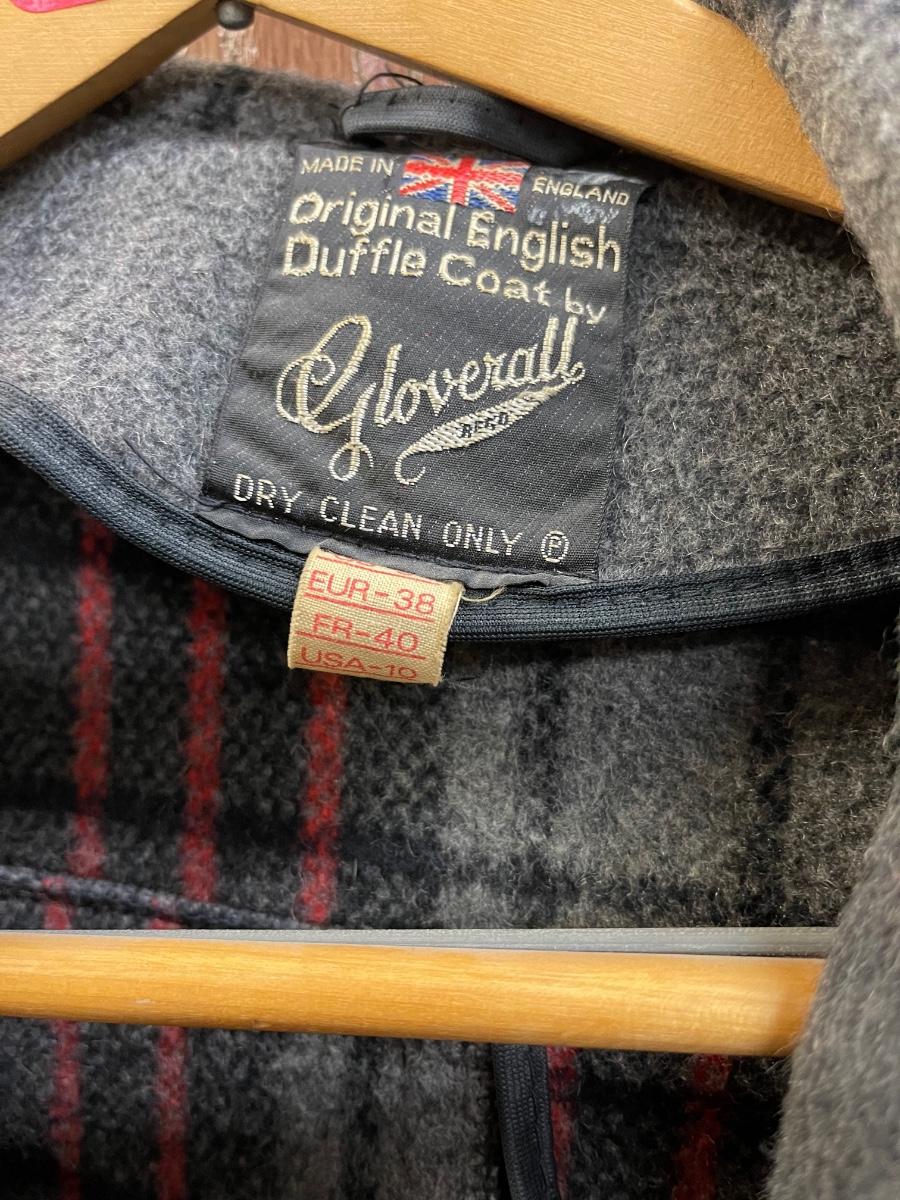 MADE IN ENGLAND
Original English
Duffle Coat by
Gloverall
REGD
DRY CLEAN ONLY Ⓟ
EUR-38
FR-40
USA-10